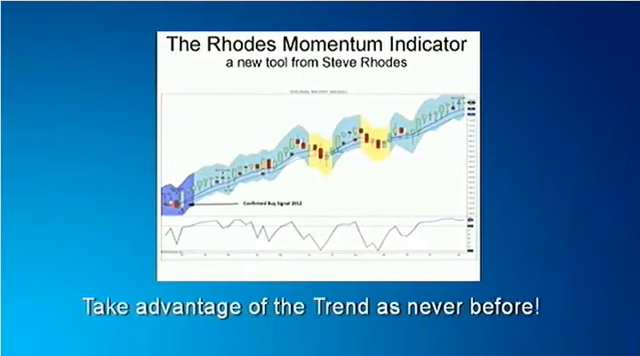 The Rhodes Momentum Indicator
a new tool from Steve Rhodes
Confirmed Buy Signal 2012
Take advantage of the Trend as never before!